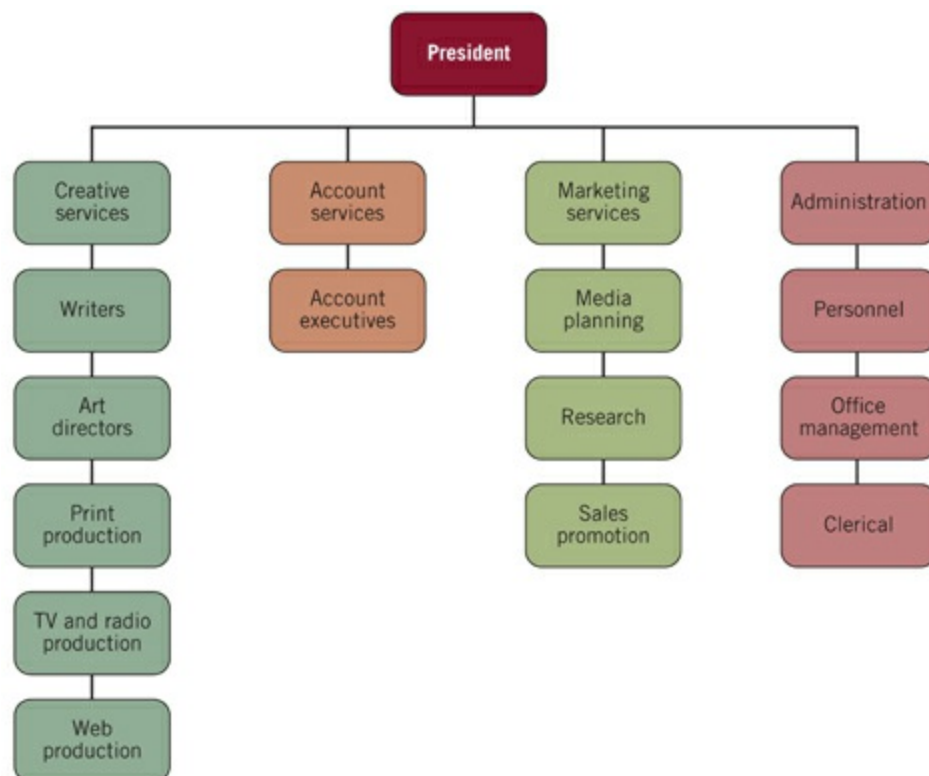 President
Creative
services
Account
services
Marketing
services
Administration
Writers
Account
executives
Media
planning
Personnel
Art
directors
Research
Office
management
Print
production
Sales
promotion
Clerical
TV and radio
production
Web
production